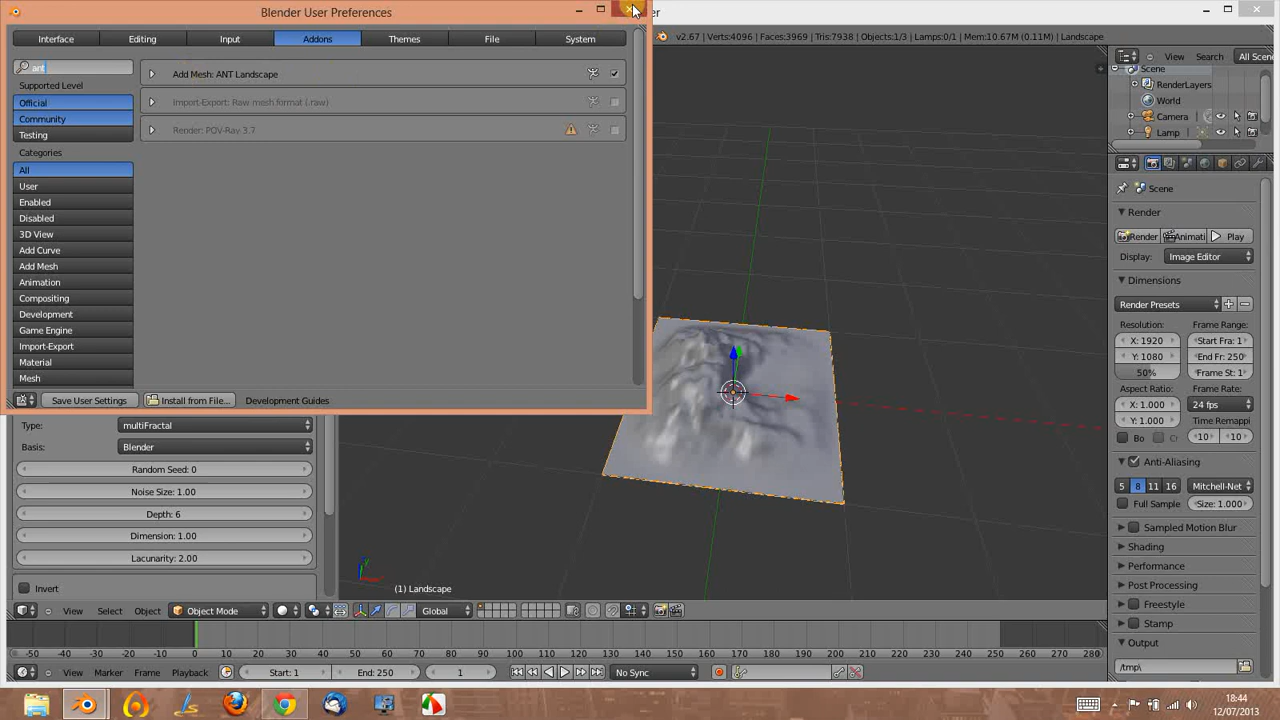 Blender User Preferences
Interface Editing Input Addons Themes File System
ant
Supported Level
Official
Community
Testing
Categories
All
User
Enabled
Disabled
3D View
Add Curve
Add Mesh
Animation
Compositing
Development
Game Engine
Import-Export
Material
Mesh
Add Mesh: ANT Landscape
Import-Export: Raw mesh format (.raw)
Render: POV-Ray 3.7
Save User Settings Install from File... Development Guides
v2.67 | Verts:4096 | Faces:3969 | Tris:7938 | Objects:1/3 | Lamps:0/1 | Mem:10.67M (0.11M) | Landscape
View Search All Scene
Scene
RenderLayers
World
Camera
Lamp
Scene
Render
Render Animati Play
Display: Image Editor
Dimensions
Render Presets
Resolution: Frame Range:
X: 1920 Start Fra: 1
Y: 1080 End Fr: 250
50% Frame St: 1
Aspect Ratio: Frame Rate:
X: 1.000 24 fps
Y: 1.000 Time Remappi
Bo 10 10
Anti-Aliasing
5 8 11 16 Mitchell-Net
Full Sample Size: 1.000
Sampled Motion Blur
Shading
Performance
Post Processing
Freestyle
Stamp
Output
/tmp\
Type: multiFractal
Basis: Blender
Random Seed: 0
Noise Size: 1.00
Depth: 6
Dimension: 1.00
Lacunarity: 2.00
Invert
(1) Landscape
View Select Object Object Mode Global
-50 -40 -30 -20 -10 0 10 20 30 40 50 60 70 80 90 100 110 120 130 140 150 160 170 180 190 200 210 220 230 240 250 260 270 280
View Marker Frame Playback Start: 1 End: 250 1 No Sync
18:44
12/07/2013